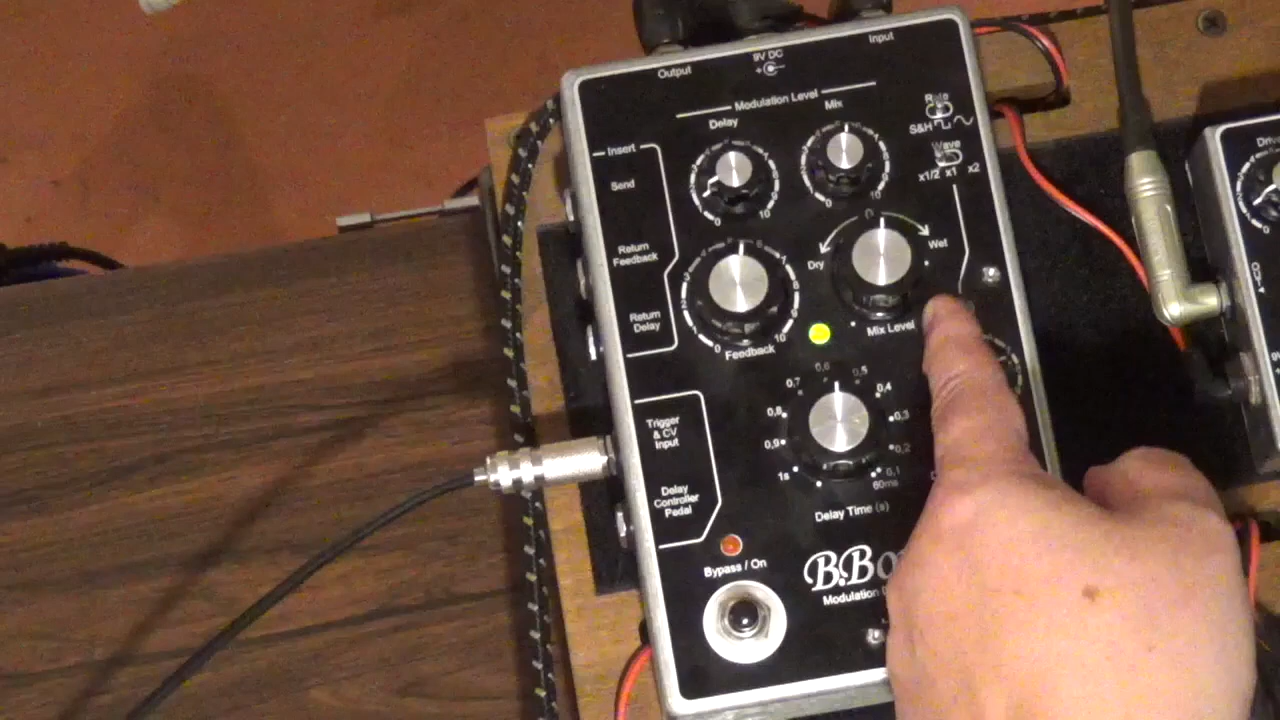 Output
9V DC
Input
Modulation Level
Delay
Mix
Rate
S&H
Wave
x1/2 x1 x2
Insert
Send
Return
Feedback
Return
Delay
0
10
0
10
Dry
Wet
Mix Level
0
10
Feedback
Trigger
& CV
Input
Delay
Controller
Pedal
0,7
0,6
0,5
0,4
0,8
0,3
0,9
0,2
1s
0,1
60ms
Delay Time (s)
Bypass / On
B.Bo
Modulation
Drive
0